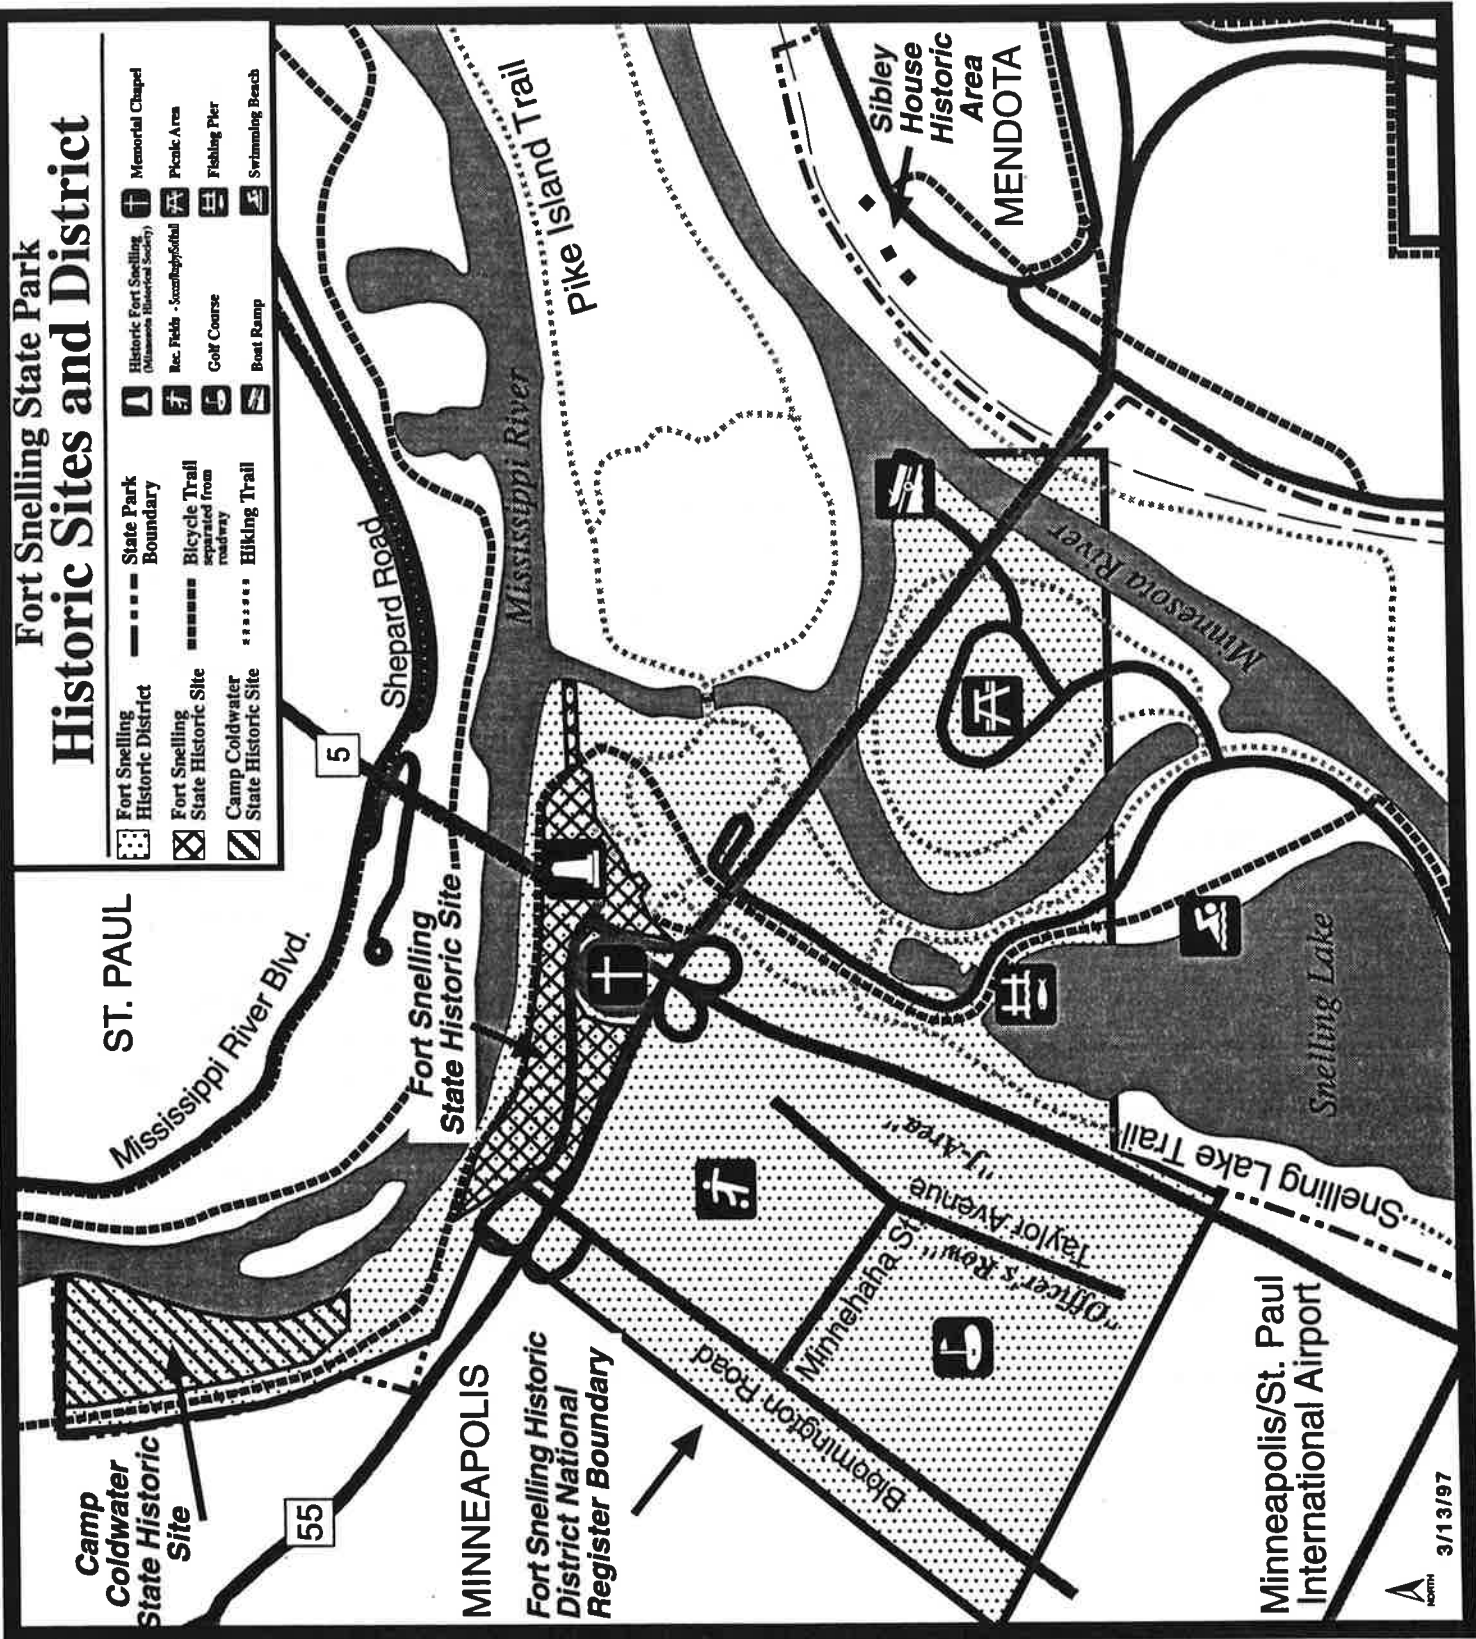 Fort Snelling State Park
Historic Sites and District
Fort Snelling
Historic District
Fort Snelling
State Historic Site
Camp Coldwater
State Historic Site
State Park
Boundary
Bicycle Trail
separated from
roadway
Hiking Trail
Historic Fort Snelling
(Minnesota Historical Society)
Rec. Fields - Soccer/Rugby/Softball
Golf Course
Boat Ramp
Memorial Chapel
Picnic Area
Fishing Pier
Swimming Beach
ST. PAUL
Mississippi River Blvd.
5
Shepard Road
Mississippi River
Pike Island Trail
Sibley
House
Historic
Area
MENDOTA
Camp
Coldwater
State Historic
Site
55
Fort Snelling
State Historic Site
MINNEAPOLIS
Fort Snelling Historic
District National
Register Boundary
Bloomington Road
Minnehaha St.
"Officer's Row"
Taylor Avenue
"J-Area"
Minnesota River
Snelling Lake
Snelling Lake Trail
Minneapolis/St. Paul
International Airport
NORTH
3/13/97